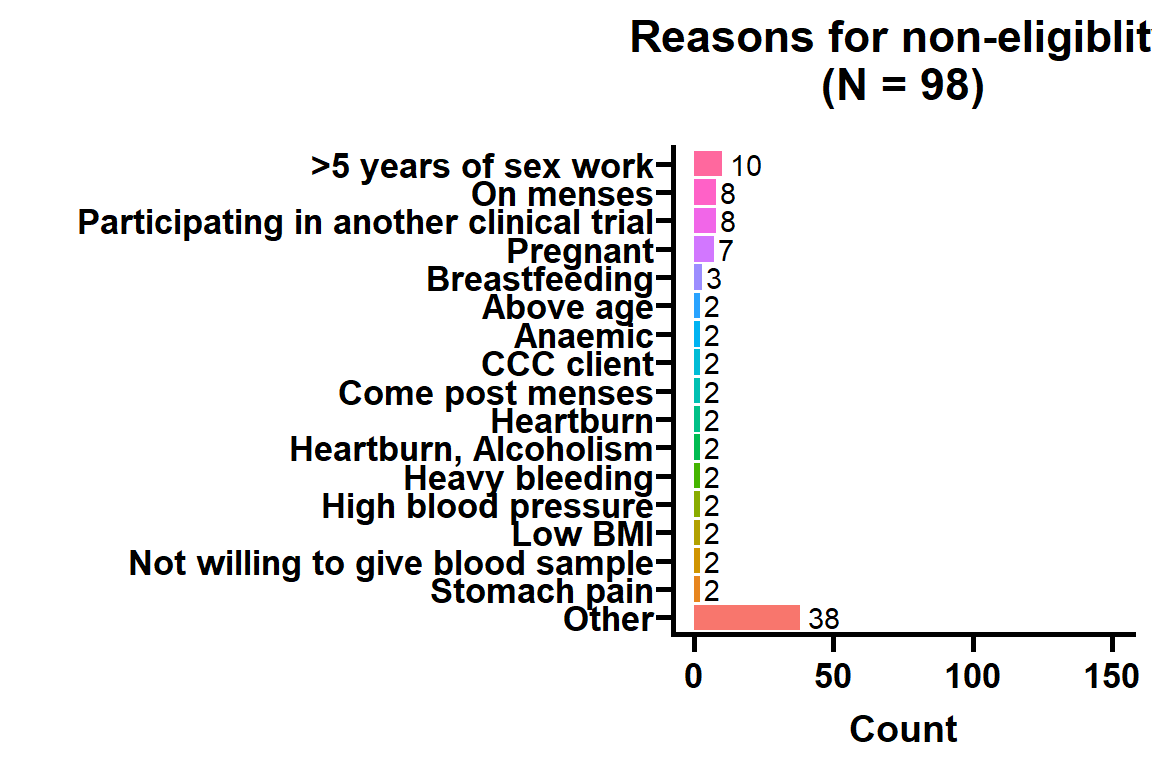 Reasons for non-eligiblit
(N = 98)
>5 years of sex work 10
On menses 8
Participating in another clinical trial 8
Pregnant 7
Breastfeeding 3
Above age 2
Anaemic 2
CCC client 2
Come post menses 2
Heartburn 2
Heartburn, Alcoholism 2
Heavy bleeding 2
High blood pressure 2
Low BMI 2
Not willing to give blood sample 2
Stomach pain 2
Other 38
0 50 100 150
Count